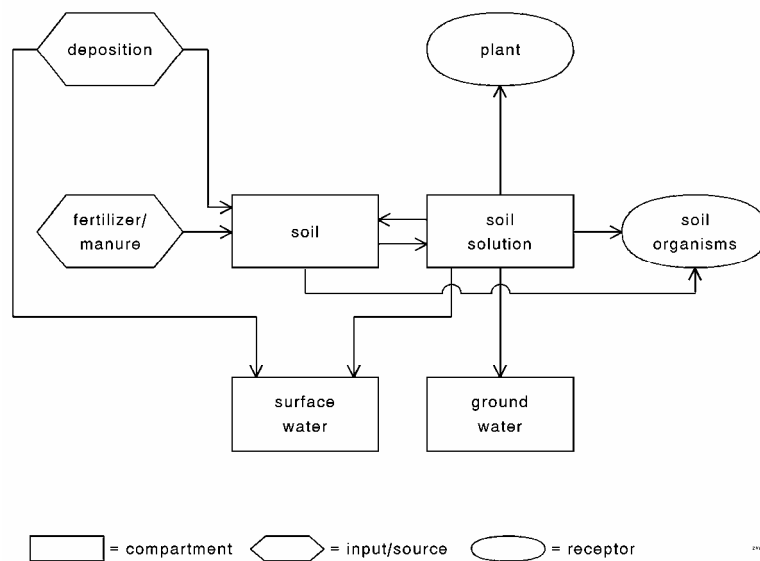 deposition
plant
fertilizer/
manure
soil
soil
solution
soil
organisms
surface
water
ground
water
= compartment
= input/source
= receptor